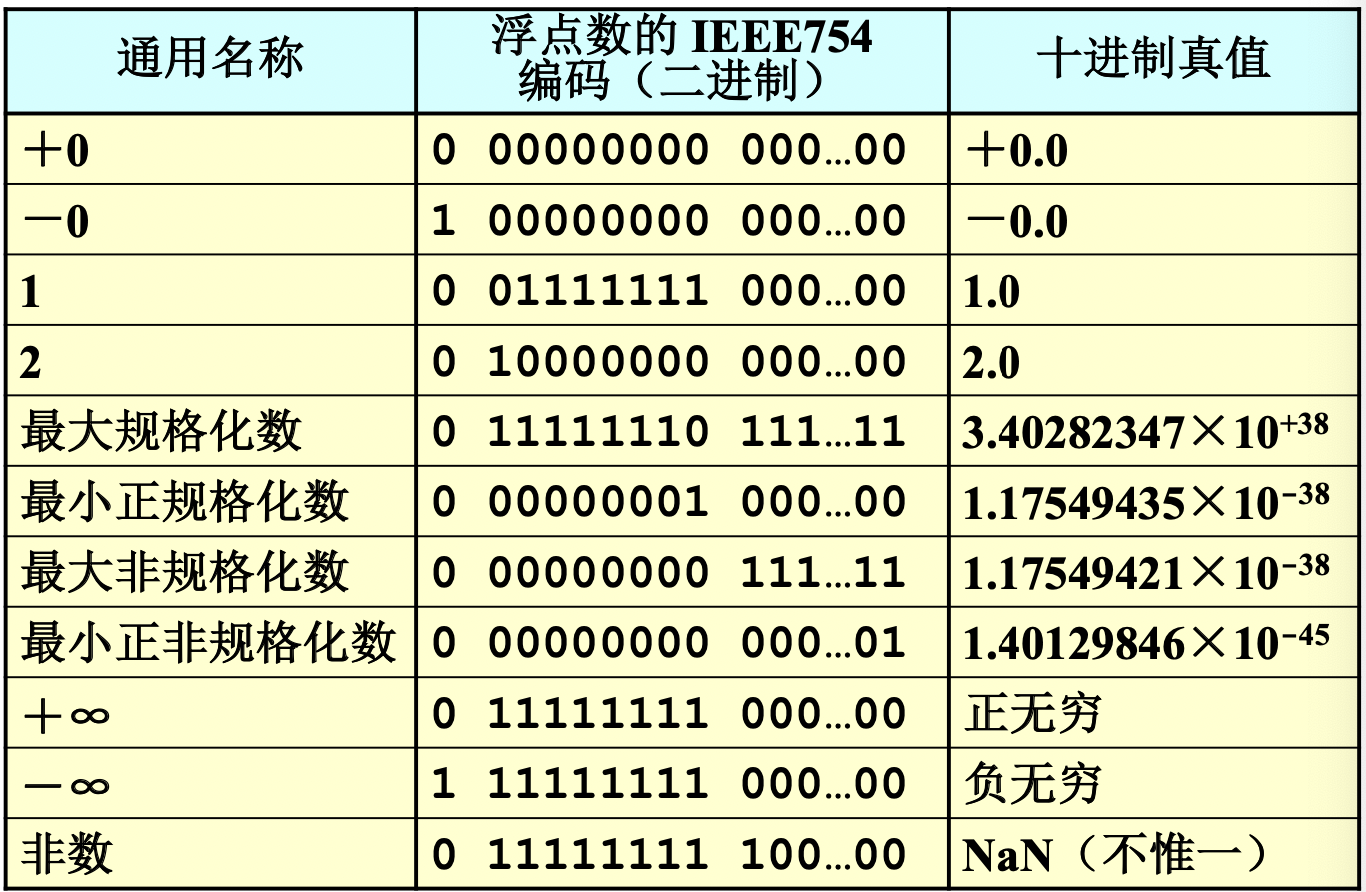 通用名称 浮点数的 IEEE754 十进制真值
编码（二进制）
＋0 0 00000000 000…00 ＋0.0
－0 1 00000000 000…00 －0.0
1 0 01111111 000…00 1.0
2 0 10000000 000…00 2.0
最大规格化数 0 11111110 111…11 3.40282347×10⁺³⁸
最小正规格化数 0 00000001 000…00 1.17549435×10⁻³⁸
最大非规格化数 0 00000000 111…11 1.17549421×10⁻³⁸
最小正非规格化数 0 00000000 000…01 1.40129846×10⁻⁴⁵
＋∞ 0 11111111 000…00 正无穷
－∞ 1 11111111 000…00 负无穷
非数 0 11111111 100…00 NaN（不惟一）